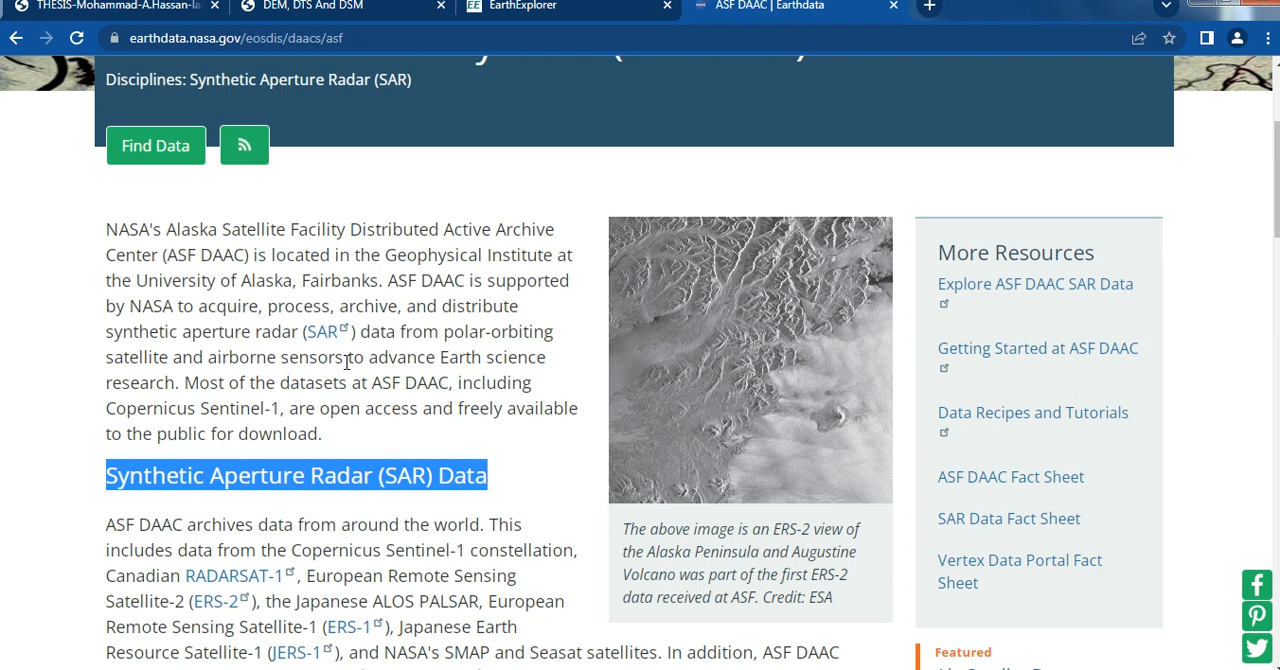 THESIS-Mohammad-A.Hassan-la
DEM, DTS And DSM
EarthExplorer
ASF DAAC | Earthdata
earthdata.nasa.gov/eosdis/daacs/asf
Disciplines: Synthetic Aperture Radar (SAR)
Find Data
NASA's Alaska Satellite Facility Distributed Active Archive
Center (ASF DAAC) is located in the Geophysical Institute at
the University of Alaska, Fairbanks. ASF DAAC is supported
by NASA to acquire, process, archive, and distribute
synthetic aperture radar (SAR) data from polar-orbiting
satellite and airborne sensors to advance Earth science
research. Most of the datasets at ASF DAAC, including
Copernicus Sentinel-1, are open access and freely available
to the public for download.
Synthetic Aperture Radar (SAR) Data
ASF DAAC archives data from around the world. This
includes data from the Copernicus Sentinel-1 constellation,
Canadian RADARSAT-1, European Remote Sensing
Satellite-2 (ERS-2), the Japanese ALOS PALSAR, European
Remote Sensing Satellite-1 (ERS-1), Japanese Earth
Resource Satellite-1 (JERS-1), and NASA's SMAP and Seasat satellites. In addition, ASF DAAC
The above image is an ERS-2 view of
the Alaska Peninsula and Augustine
Volcano was part of the first ERS-2
data received at ASF. Credit: ESA
More Resources
Explore ASF DAAC SAR Data
Getting Started at ASF DAAC
Data Recipes and Tutorials
ASF DAAC Fact Sheet
SAR Data Fact Sheet
Vertex Data Portal Fact
Sheet
Featured